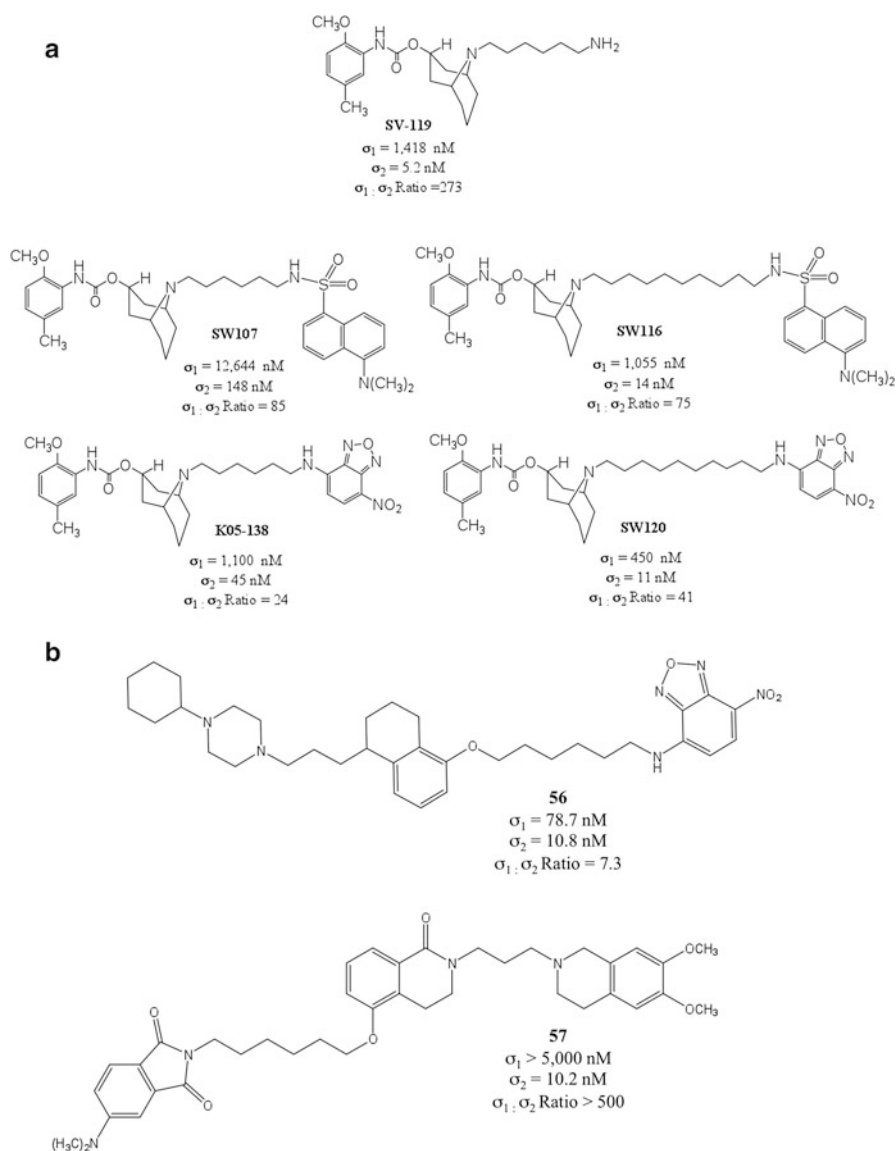 a
CH₃O
H
N
O
O
H
N
NH₂
CH₃
SV-119
σ₁ = 1,418 nM
σ₂ = 5.2 nM
σ₁ : σ₂ Ratio =273
CH₃O
H
N
O
O
H
N
H
N
O
S
O
CH₃
N(CH₃)₂
SW107
σ₁ = 12,644 nM
σ₂ = 148 nM
σ₁ : σ₂ Ratio = 85
CH₃O
H
N
O
O
H
N
H
N
O
S
O
CH₃
N(CH₃)₂
SW116
σ₁ = 1,055 nM
σ₂ = 14 nM
σ₁ : σ₂ Ratio = 75
CH₃O
H
N
O
O
H
N
H
N
N
O
N
NO₂
CH₃
K05-138
σ₁ = 1,100 nM
σ₂ = 45 nM
σ₁ : σ₂ Ratio = 24
CH₃O
H
N
O
O
H
N
H
N
N
O
N
NO₂
CH₃
SW120
σ₁ = 450 nM
σ₂ = 11 nM
σ₁ : σ₂ Ratio = 41
b
N
N
O
N
H
N
O
N
NO₂
56
σ₁ = 78.7 nM
σ₂ = 10.8 nM
σ₁ : σ₂ Ratio = 7.3
O
N
N
OCH₃
OCH₃
O
O
N
O
(H₃C)₂N
57
σ₁ > 5,000 nM
σ₂ = 10.2 nM
σ₁ : σ₂ Ratio > 500